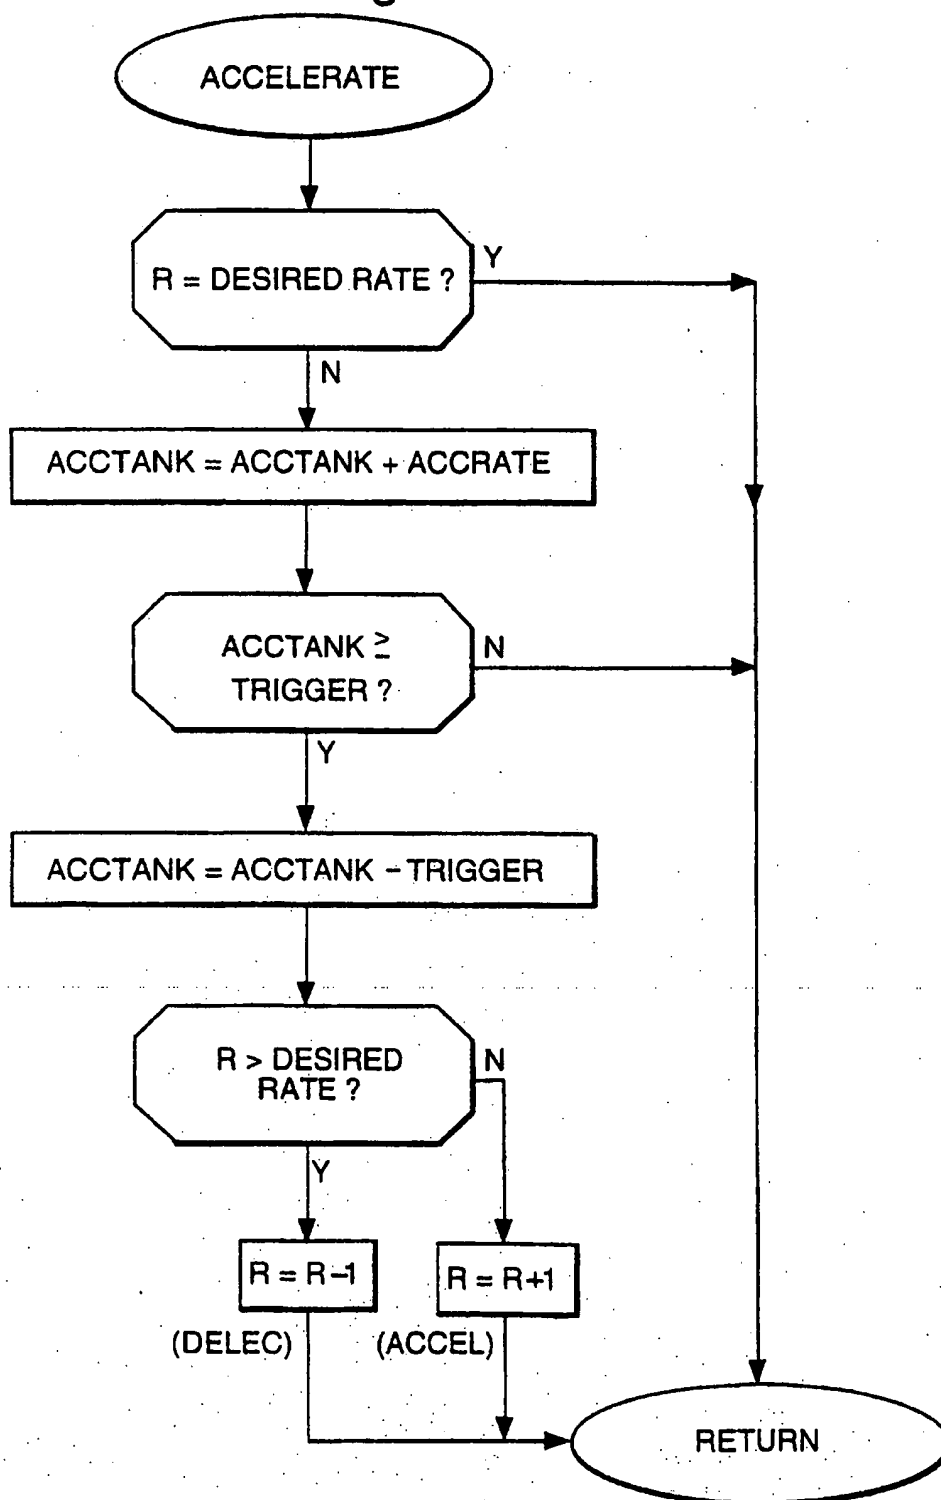 ACCELERATE
R = DESIRED RATE ?
Y
N
ACCTANK = ACCTANK + ACCRATE
ACCTANK ≥
TRIGGER ?
N
Y
ACCTANK = ACCTANK - TRIGGER
R > DESIRED
RATE ?
N
Y
R = R-1
R = R+1
(DELEC)
(ACCEL)
RETURN